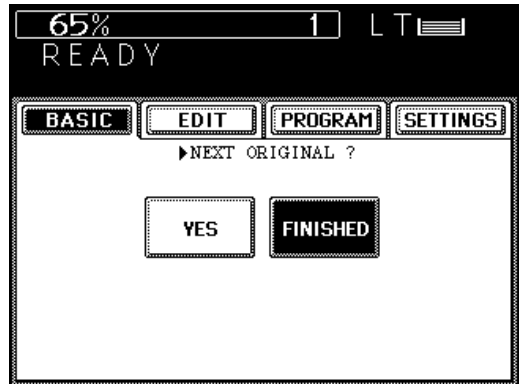 65% 1 LT
READY
BASIC EDIT PROGRAM SETTINGS
▶NEXT ORIGINAL ?
YES FINISHED